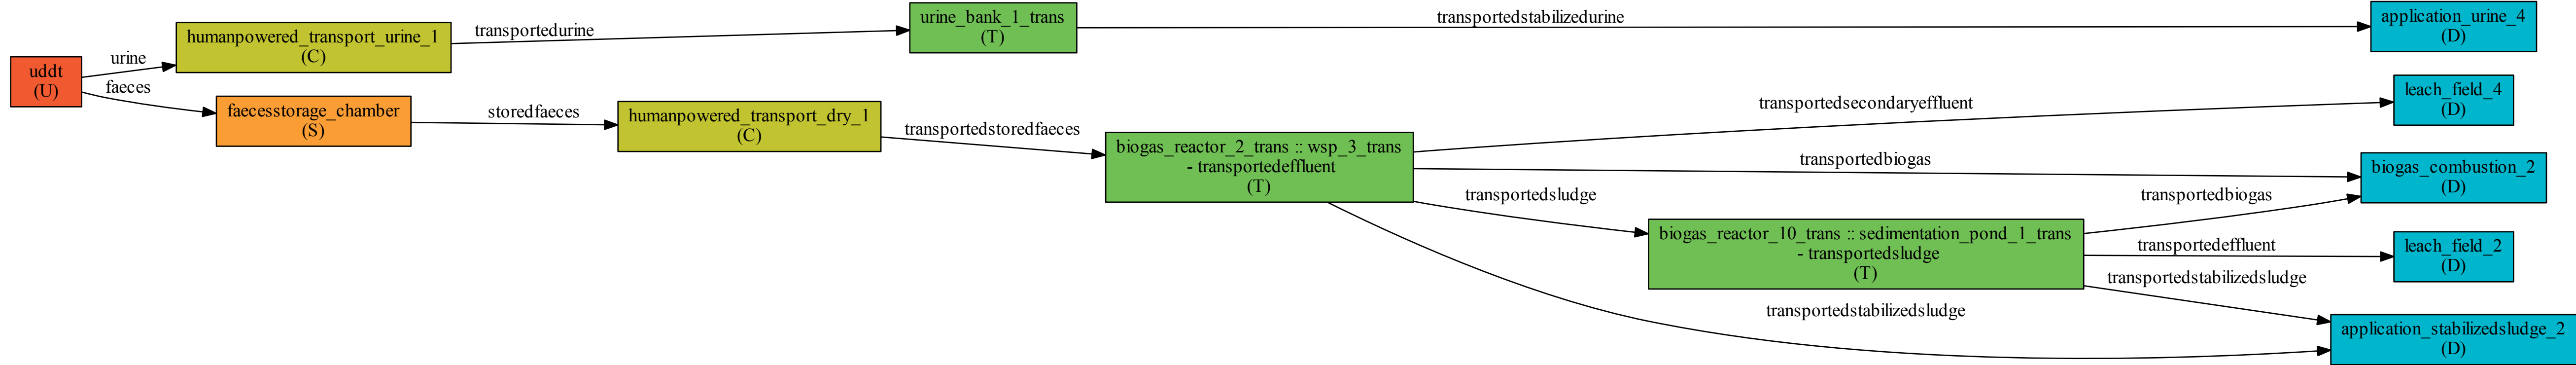 uddt
(U)
urine
faeces
humanpowered_transport_urine_1
(C)
faecesstorage_chamber
(S)
transportedurine
storedfaeces
humanpowered_transport_dry_1
(C)
urine_bank_1_trans
(T)
transportedstoredfaeces
biogas_reactor_2_trans :: wsp_3_trans
- transportedeffluent
(T)
transportedstabilizedurine
transportedsecondaryeffluent
transportedbiogas
transportedsludge
biogas_reactor_10_trans :: sedimentation_pond_1_trans
- transportedsludge
(T)
transportedstabilizedsludge
transportedbiogas
transportedeffluent
transportedstabilizedsludge
application_urine_4
(D)
leach_field_4
(D)
biogas_combustion_2
(D)
leach_field_2
(D)
application_stabilizedsludge_2
(D)